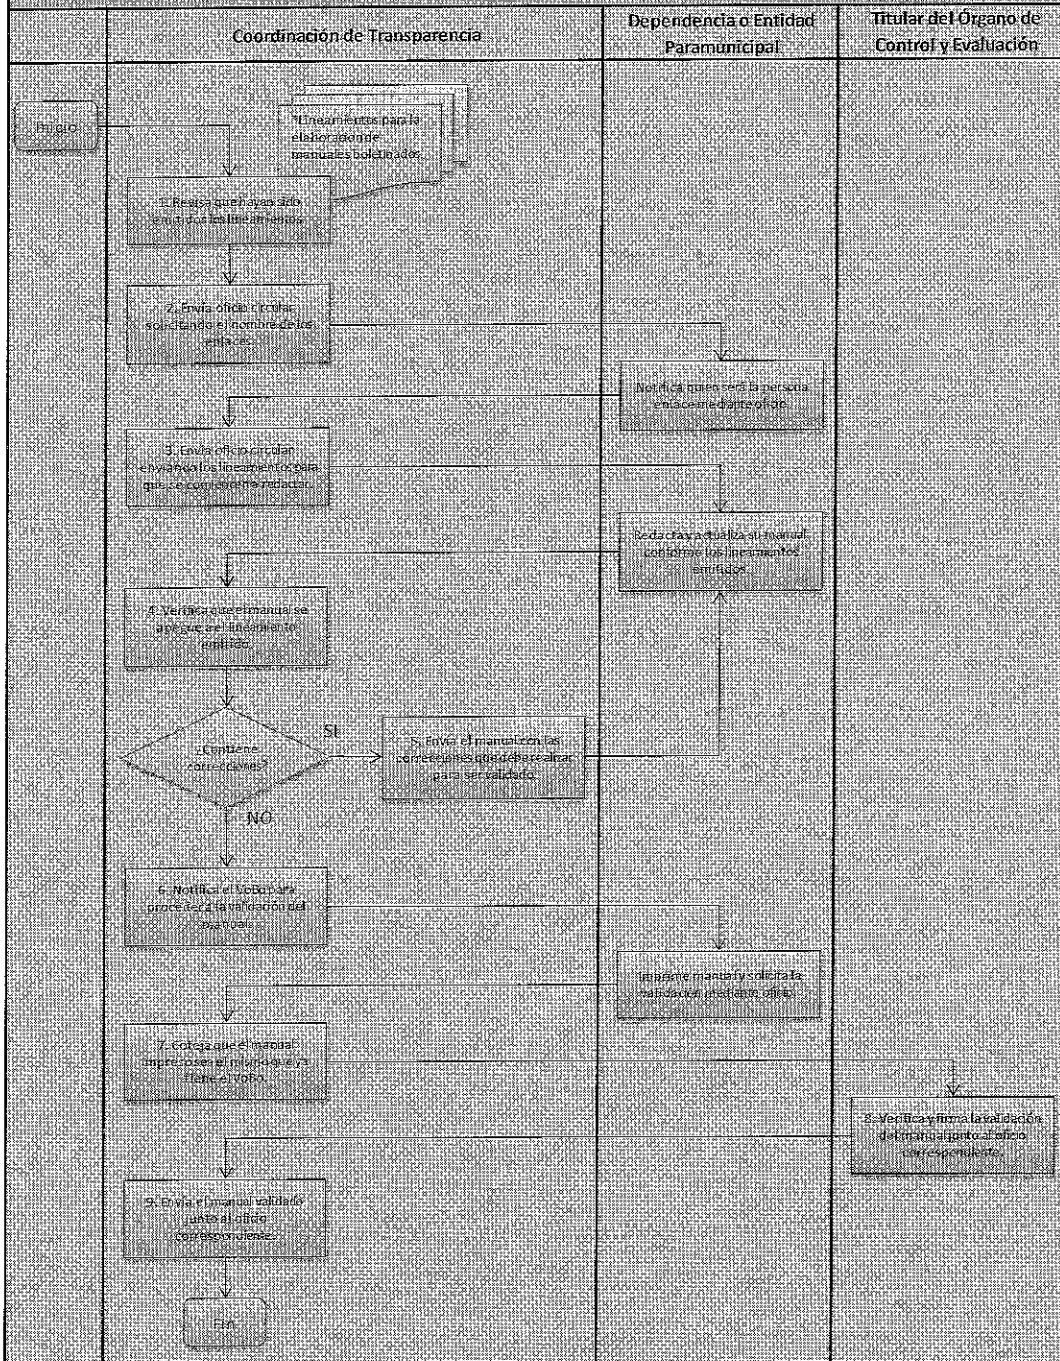 Coordinación de Transparencia
Dependencia o Entidad
Paramunicipal
Titular del Órgano de
Control y Evaluación
Inicio
*Lineamientos para la
elaboración de
manuales boletinados.
1. Revisa que hayan sido
emitidos los lineamientos.
2. Envía oficio circular
solicitando el nombre de los
enlaces.
Notifica quien será la persona
enlace mediante oficio.
3. Envía oficio circular
enviando los lineamientos para
que se comience a redactar.
Redacta y actualiza su manual
conforme los lineamientos
emitidos.
4. Verifica que el manual se
apegue a el lineamiento
emitido.
¿Contiene
correcciones?
SI
5. Envía el manual con las
correcciones que debe realizar
para ser validado.
NO
6. Notifica el VoBo para
proceder a la validación del
manual.
Imprime manual y solicita la
validación mediante oficio.
7. Coteja que el manual
impreso sea el mismo que ya
tiene el VoBo.
8. Verifica y firma la validación
del manual junto al oficio
correspondiente.
9. Envía el manual validado
junto al oficio
correspondiente.
Fin